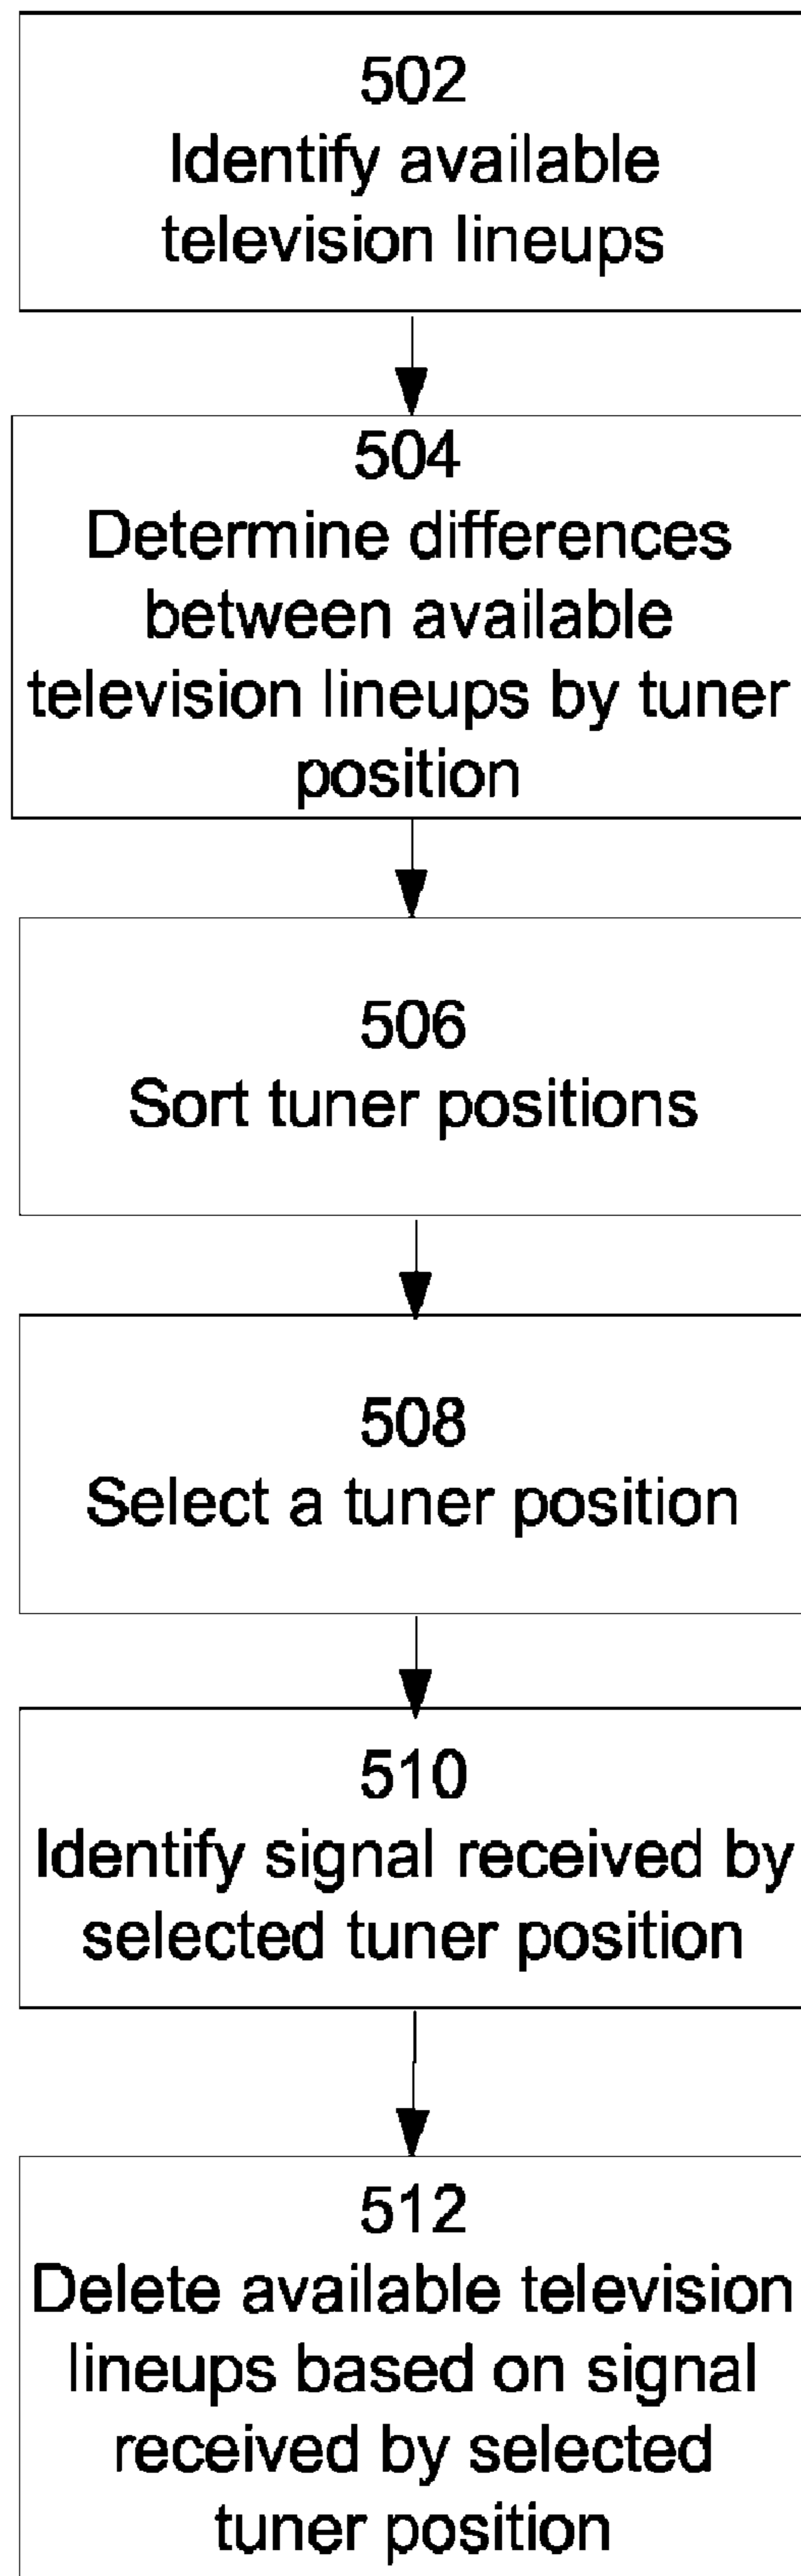 502
Identify available
television lineups
504
Determine differences
between available
television lineups by tuner
position
506
Sort tuner positions
508
Select a tuner position
510
Identify signal received by
selected tuner position
512
Delete available television
lineups based on signal
received by selected
tuner position